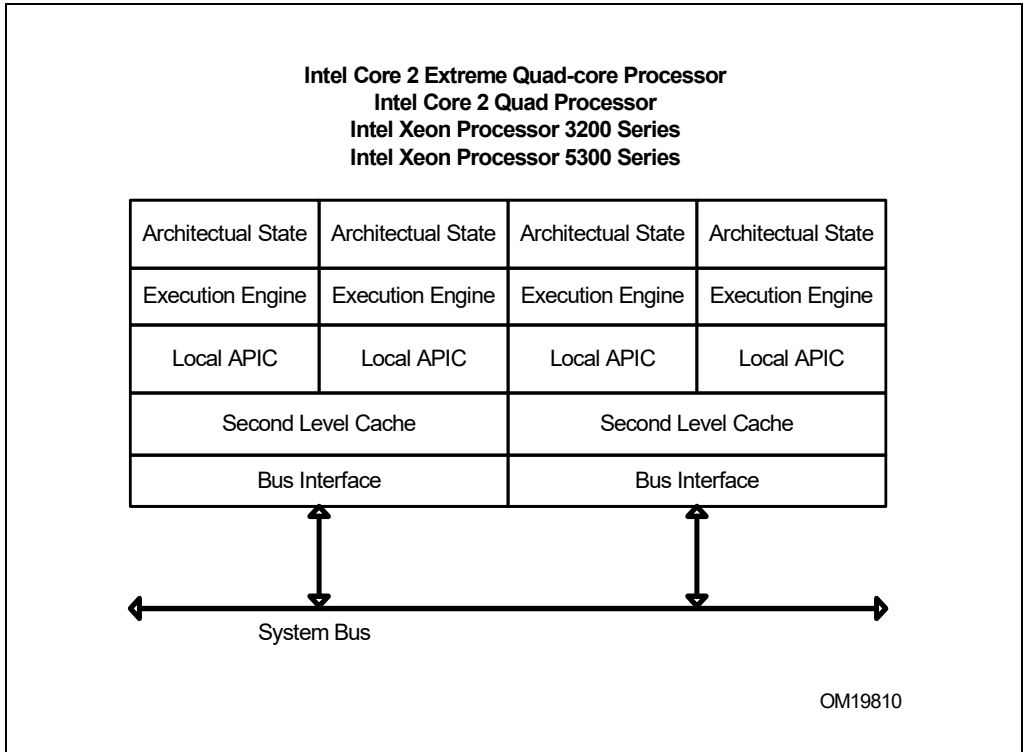 Intel Core 2 Extreme Quad-core Processor
Intel Core 2 Quad Processor
Intel Xeon Processor 3200 Series
Intel Xeon Processor 5300 Series
Architectual State Architectual State Architectual State Architectual State
Execution Engine Execution Engine Execution Engine Execution Engine
Local APIC Local APIC Local APIC Local APIC
Second Level Cache Second Level Cache
Bus Interface Bus Interface
System Bus
OM19810